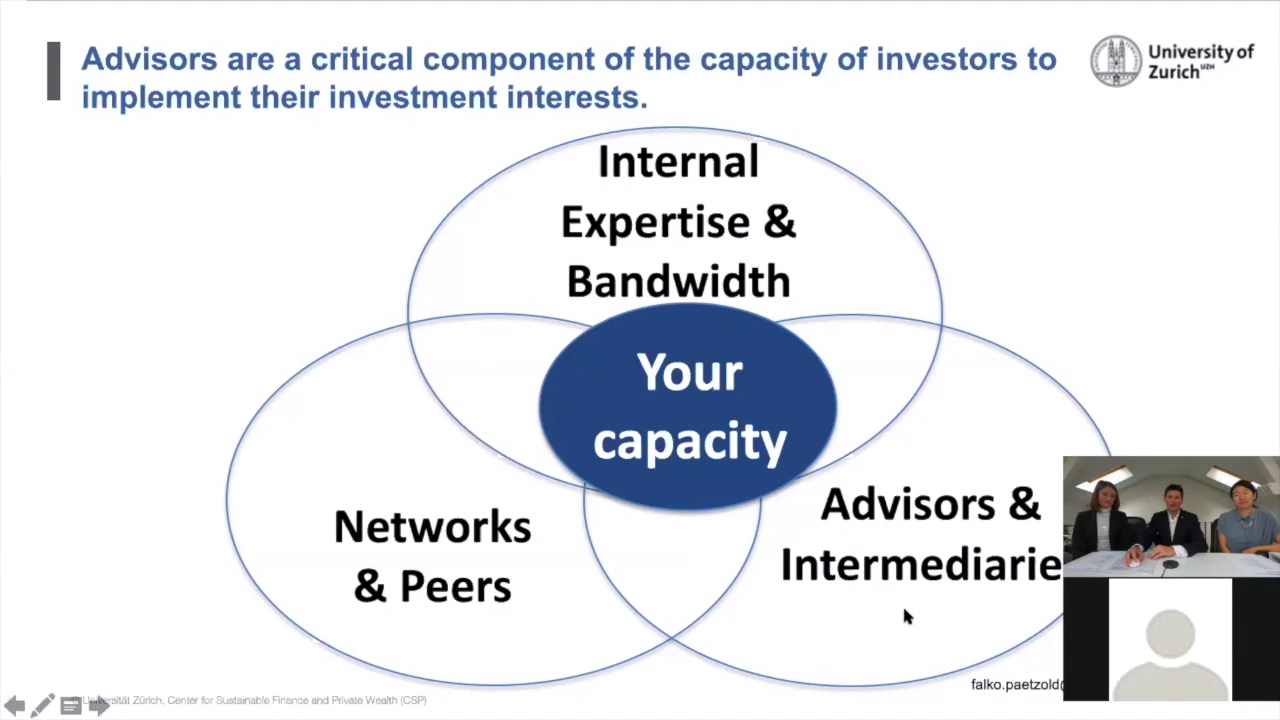 Advisors are a critical component of the capacity of investors to
implement their investment interests.
University of
Zurich UZH
Internal
Expertise &
Bandwidth
Your
capacity
Networks
& Peers
Advisors &
Intermediarie
falko.paetzold
Universität Zürich, Center for Sustainable Finance and Private Wealth (CSP)